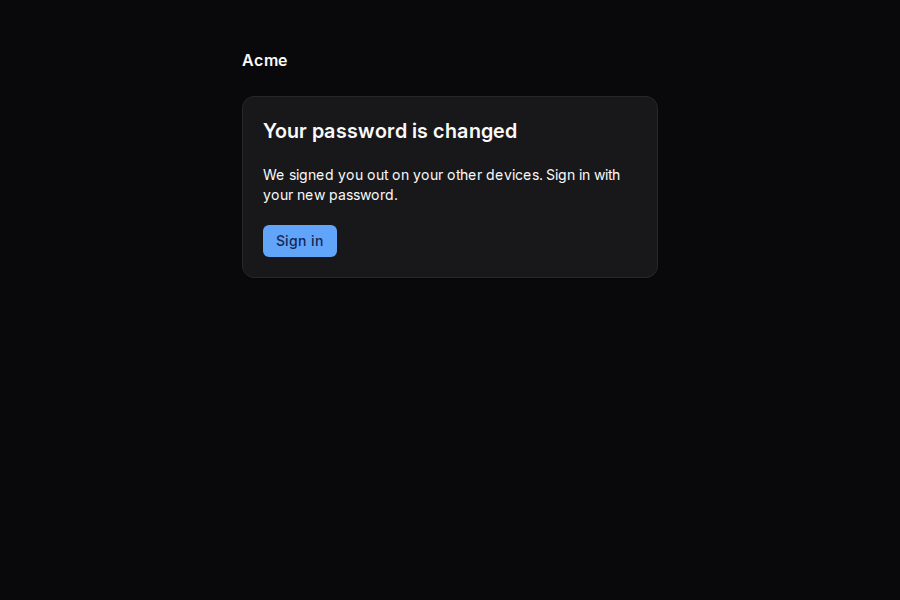 Acme
Your password is changed
We signed you out on your other devices. Sign in with
your new password.
Sign in